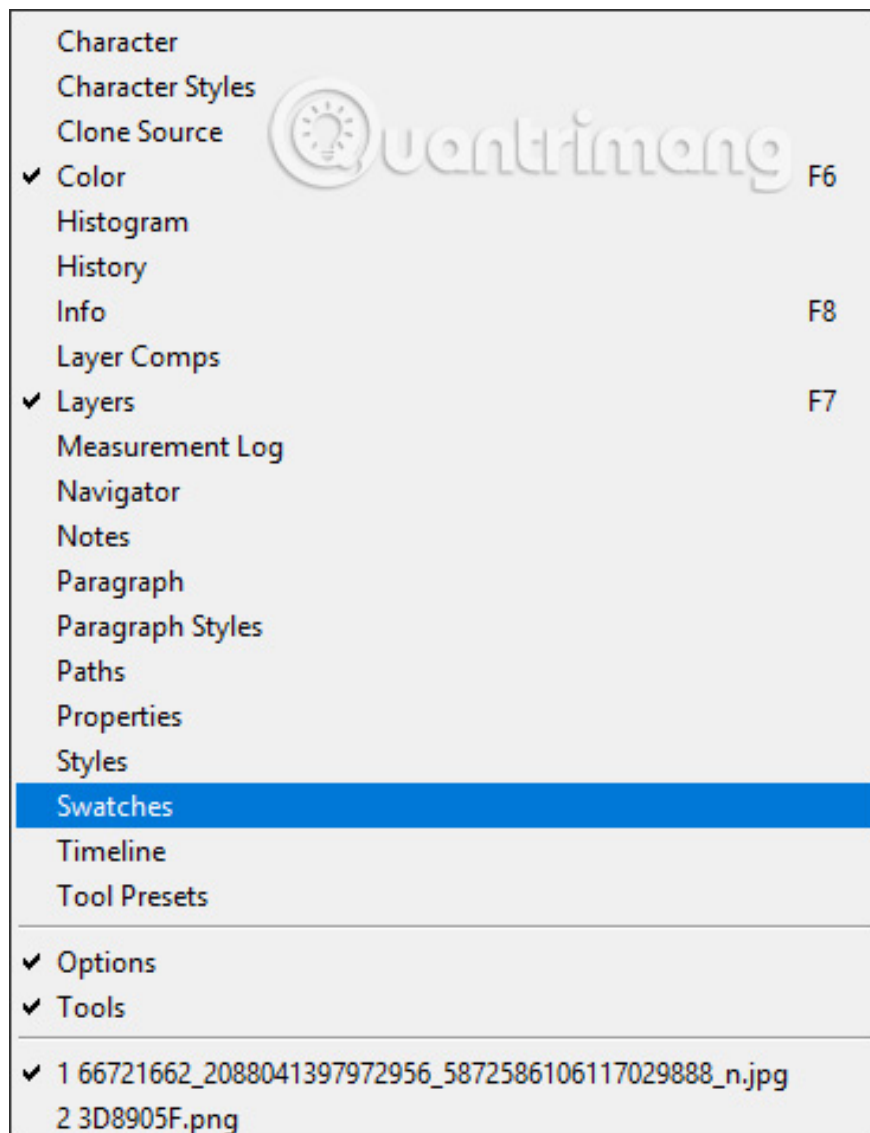 Character
Character Styles
Clone Source
Quantrimang
✔ Color F6
Histogram
History
Info F8
Layer Comps
✔ Layers F7
Measurement Log
Navigator
Notes
Paragraph
Paragraph Styles
Paths
Properties
Styles
Swatches
Timeline
Tool Presets
✔ Options
✔ Tools
✔ 1 66721662_2088041397972956_5872586106117029888_n.jpg
2 3D8905F.png